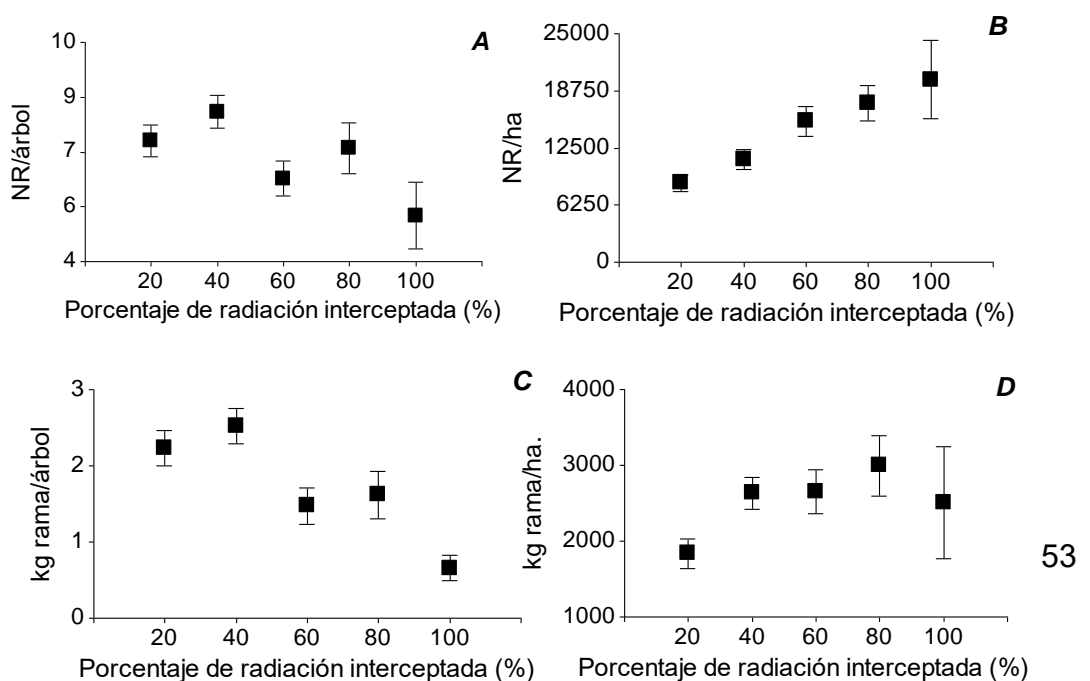 A
NR/árbol
10
9
7
6
4
20 40 60 80 100
Porcentaje de radiación interceptada (%)
B
NR/ha
25000
18750
12500
6250
0
20 40 60 80 100
Porcentaje de radiación interceptada (%)
C
kg rama/árbol
3
2
1
0
20 40 60 80 100
Porcentaje de radiación interceptada (%)
D
kg rama/ha.
4000
3000
2000
1000
20 40 60 80 100
Porcentaje de radiación interceptada (%)
53